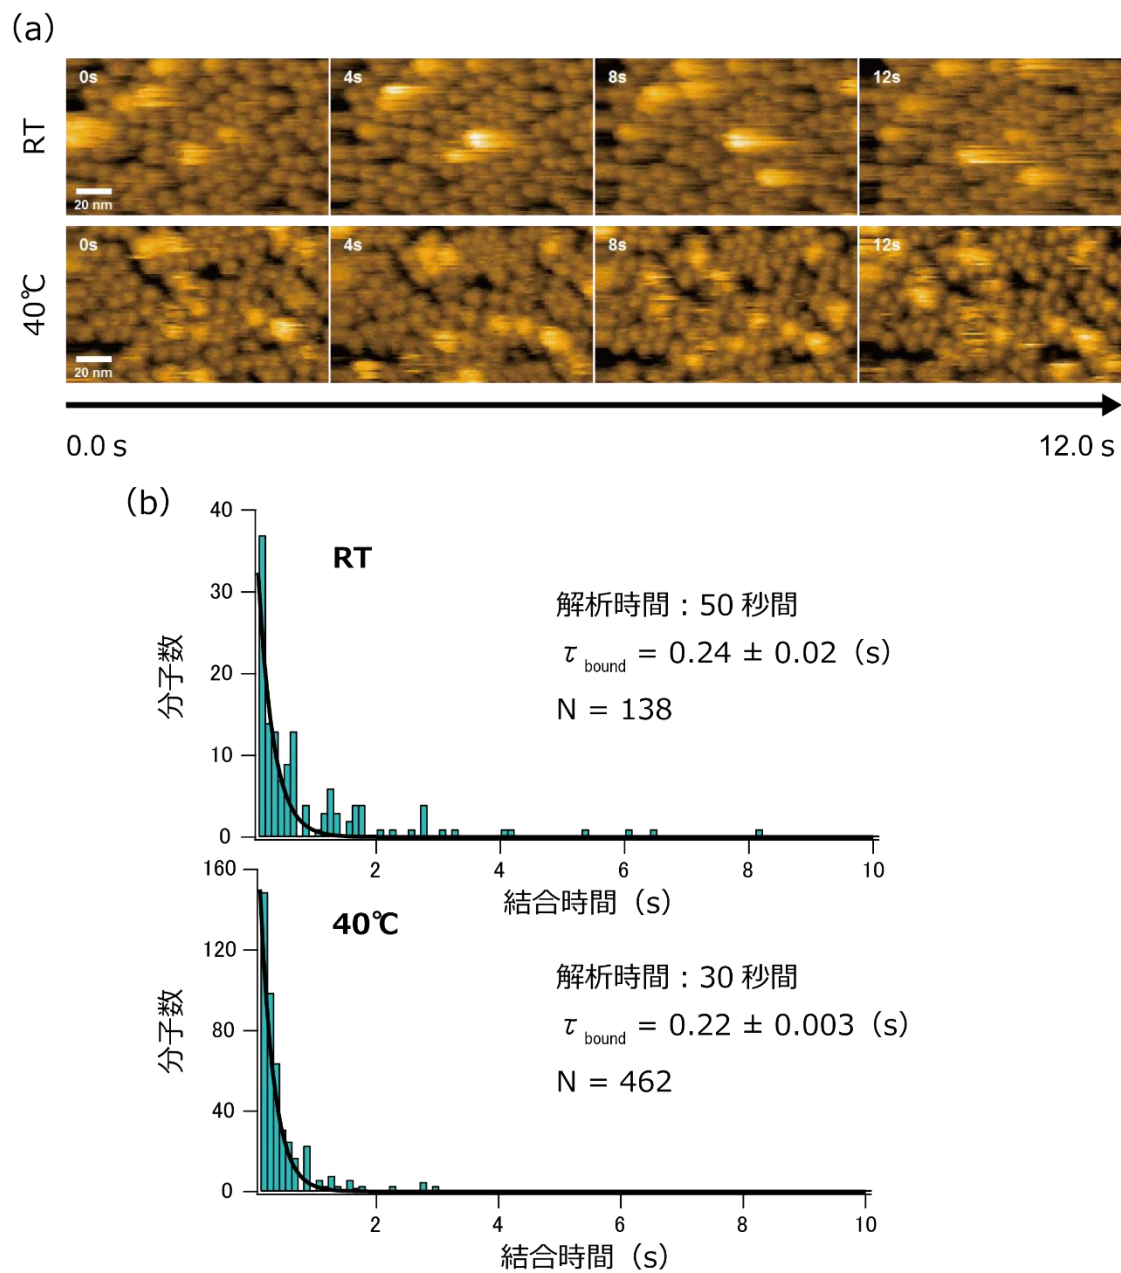 (a)
RT
0s 4s 8s 12s
20 nm
40℃
0s 4s 8s 12s
20 nm
0.0 s 12.0 s
(b)
RT
分子数
40
30
20
10
0
2 4 6 8 10
結合時間（s）
解析時間：50 秒間
τ bound = 0.24 ± 0.02（s）
N = 138
40℃
分子数
160
120
80
40
0
2 4 6 8 10
結合時間（s）
解析時間：30 秒間
τ bound = 0.22 ± 0.003（s）
N = 462